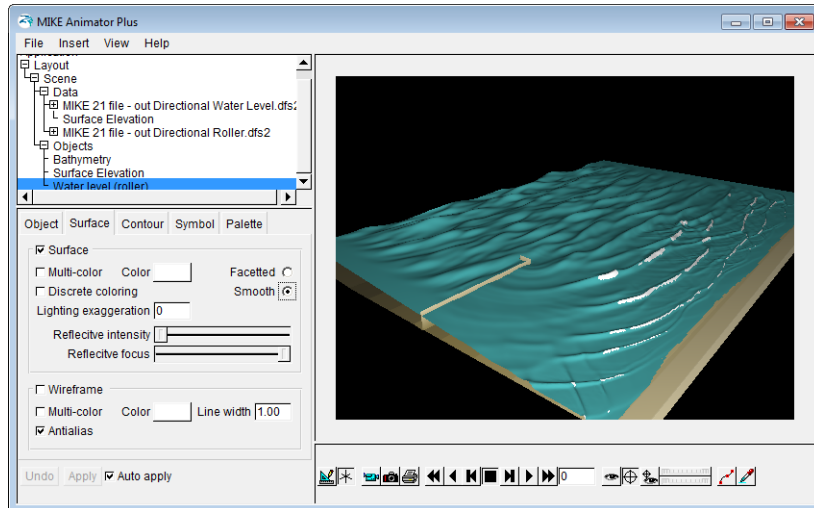 MIKE Animator Plus
File Insert View Help
Layout
Scene
Data
MIKE 21 file - out Directional Water Level.dfs2
Surface Elevation
MIKE 21 file - out Directional Roller.dfs2
Objects
Bathymetry
Surface Elevation
Water level (roller)
Object Surface Contour Symbol Palette
Surface
Multi-color Color Facetted
Discrete coloring Smooth
Lighting exaggeration 0
Reflecitve intensity
Reflecitve focus
Wireframe
Multi-color Color Line width 1.00
Antialias
Undo Apply Auto apply
0